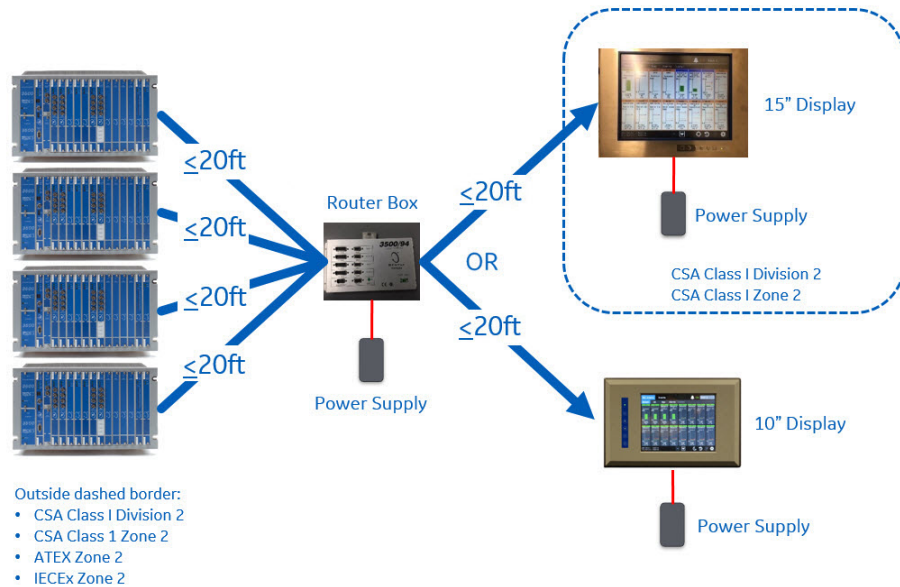 ≤20ft
≤20ft
≤20ft
≤20ft
Router Box
3500/94
Power Supply
≤20ft
OR
≤20ft
15” Display
Power Supply
CSA Class I Division 2
CSA Class I Zone 2
10” Display
Power Supply
Outside dashed border:
• CSA Class I Division 2
• CSA Class 1 Zone 2
• ATEX Zone 2
• IECEx Zone 2